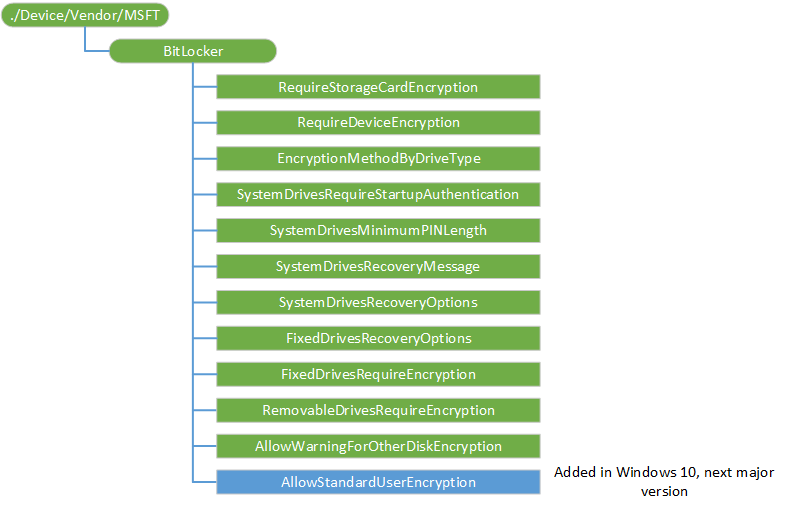 ./Device/Vendor/MSFT
BitLocker
RequireStorageCardEncryption
RequireDeviceEncryption
EncryptionMethodByDriveType
SystemDrivesRequireStartupAuthentication
SystemDrivesMinimumPINLength
SystemDrivesRecoveryMessage
SystemDrivesRecoveryOptions
FixedDrivesRecoveryOptions
FixedDrivesRequireEncryption
RemovableDrivesRequireEncryption
AllowWarningForOtherDiskEncryption
AllowStandardUserEncryption
Added in Windows 10, next major
version